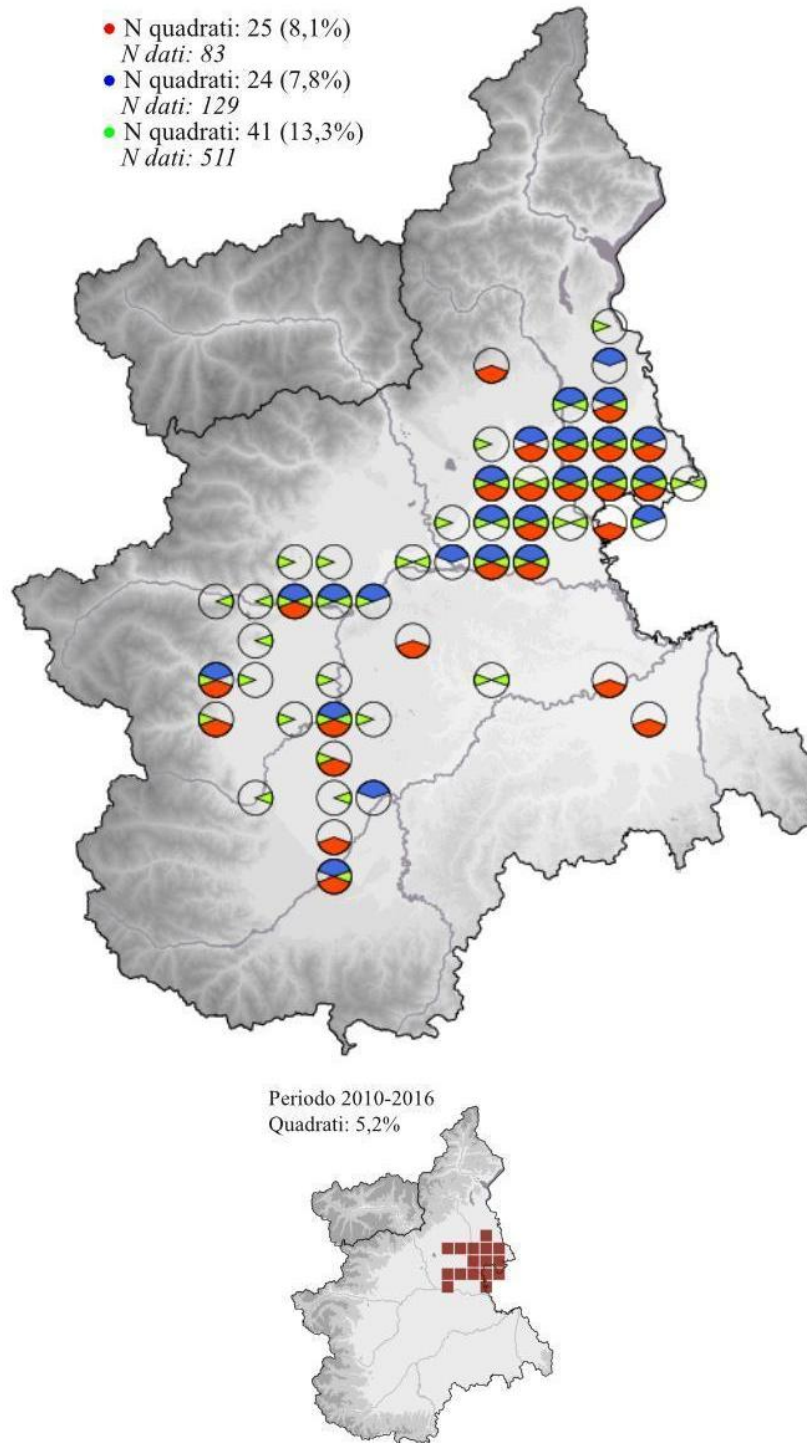 N quadrati: 25 (8,1%)
N dati: 83
N quadrati: 24 (7,8%)
N dati: 129
N quadrati: 41 (13,3%)
N dati: 511
Periodo 2010-2016
Quadrati: 5,2%